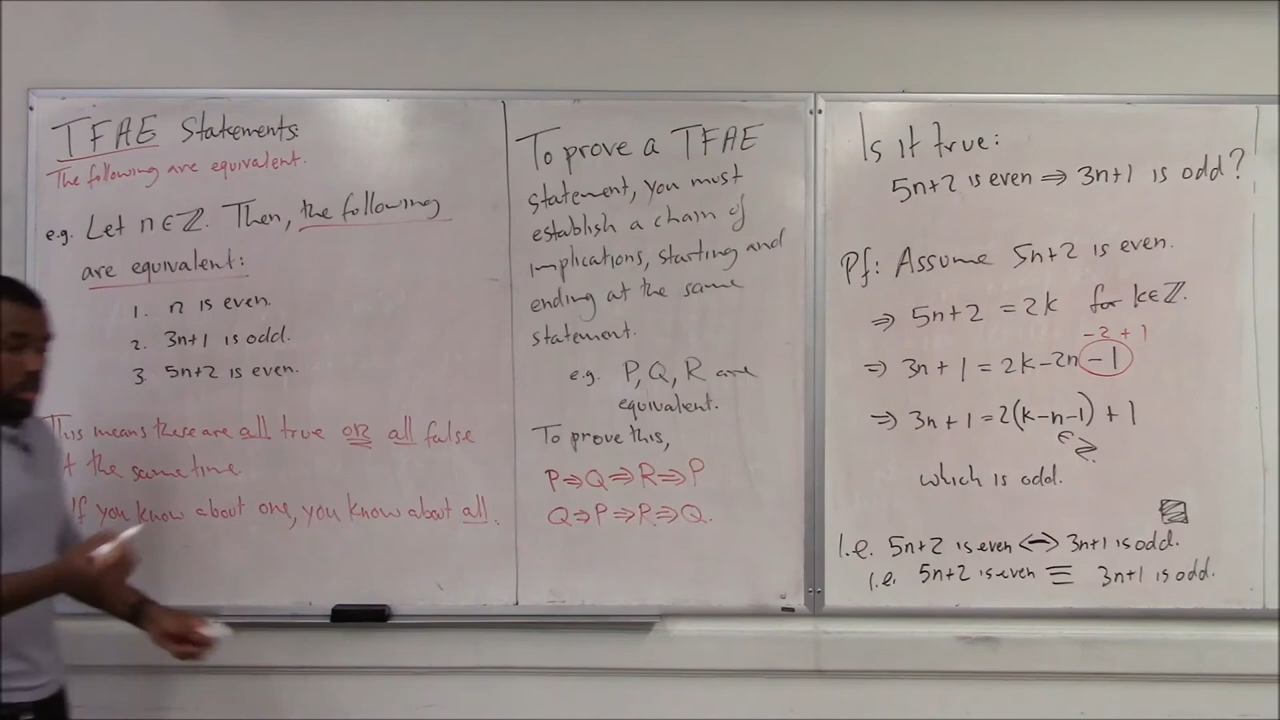 TFAE Statements:
The following are equivalent.
e.g. Let n ∈ ℤ. Then, the following
are equivalent:
1. n is even.
2. 3n+1 is odd.
3. 5n+2 is even.
This means these are all true OR all false
the same time
If you know about one, you know about all.
To prove a TFAE
statement, you must
establish a chain of
implications, starting and
ending at the same
statement.
e.g. P, Q, R are
equivalent.
To prove this,
P⇒Q⇒R⇒P
Q⇒P⇒R⇒Q.
Is it true:
5n+2 is even ⇒ 3n+1 is odd?
Pf: Assume 5n+2 is even.
⇒ 5n+2 = 2k for k∈ℤ.
-2 + 1
⇒ 3n+1 = 2k-2n -1
⇒ 3n+1 = 2(k-n-1) + 1
∈ℤ.
which is odd.
I.e. 5n+2 is even ↔ 3n+1 is odd.
i.e. 5n+2 is even ≡ 3n+1 is odd.